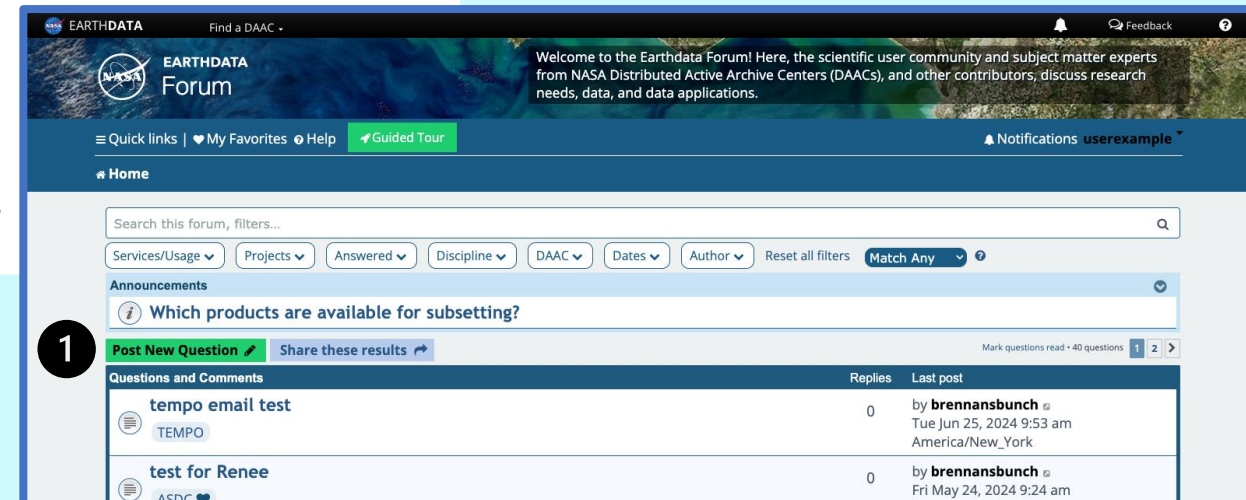 EARTHDATA Find a DAAC Feedback
NASA EARTHDATA
Forum
Welcome to the Earthdata Forum! Here, the scientific user community and subject matter experts
from NASA Distributed Active Archive Centers (DAACs), and other contributors, discuss research
needs, data, and data applications.
Quick links | My Favorites Help Guided Tour Notifications userexample
Home
Search this forum, filters...
Services/Usage Projects Answered Discipline DAAC Dates Author Reset all filters Match Any
Announcements
Which products are available for subsetting?
1 Post New Question Share these results Mark questions read • 40 questions 1 2
Questions and Comments Replies Last post
tempo email test 0 by brennansbunch
TEMPO Tue Jun 25, 2024 9:53 am
America/New_York
test for Renee 0 by brennansbunch
ASDC Fri May 24, 2024 9:24 am